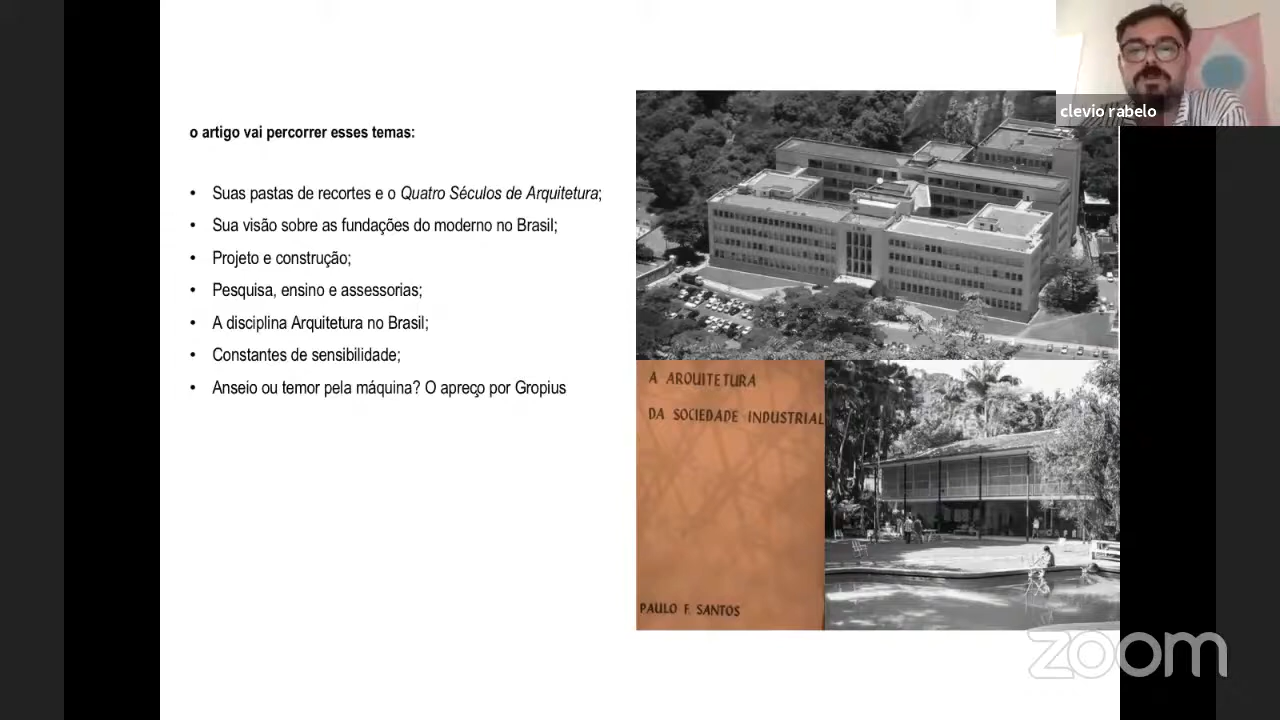 clevio rabelo
o artigo vai percorrer esses temas:
• Suas pastas de recortes e o Quatro Séculos de Arquitetura;
• Sua visão sobre as fundações do moderno no Brasil;
• Projeto e construção;
• Pesquisa, ensino e assessorias;
• A disciplina Arquitetura no Brasil;
• Constantes de sensibilidade;
• Anseio ou temor pela máquina? O apreço por Gropius
A ARQUITETURA
DA SOCIEDADE INDUSTRIAL
PAULO F. SANTOS
zoom